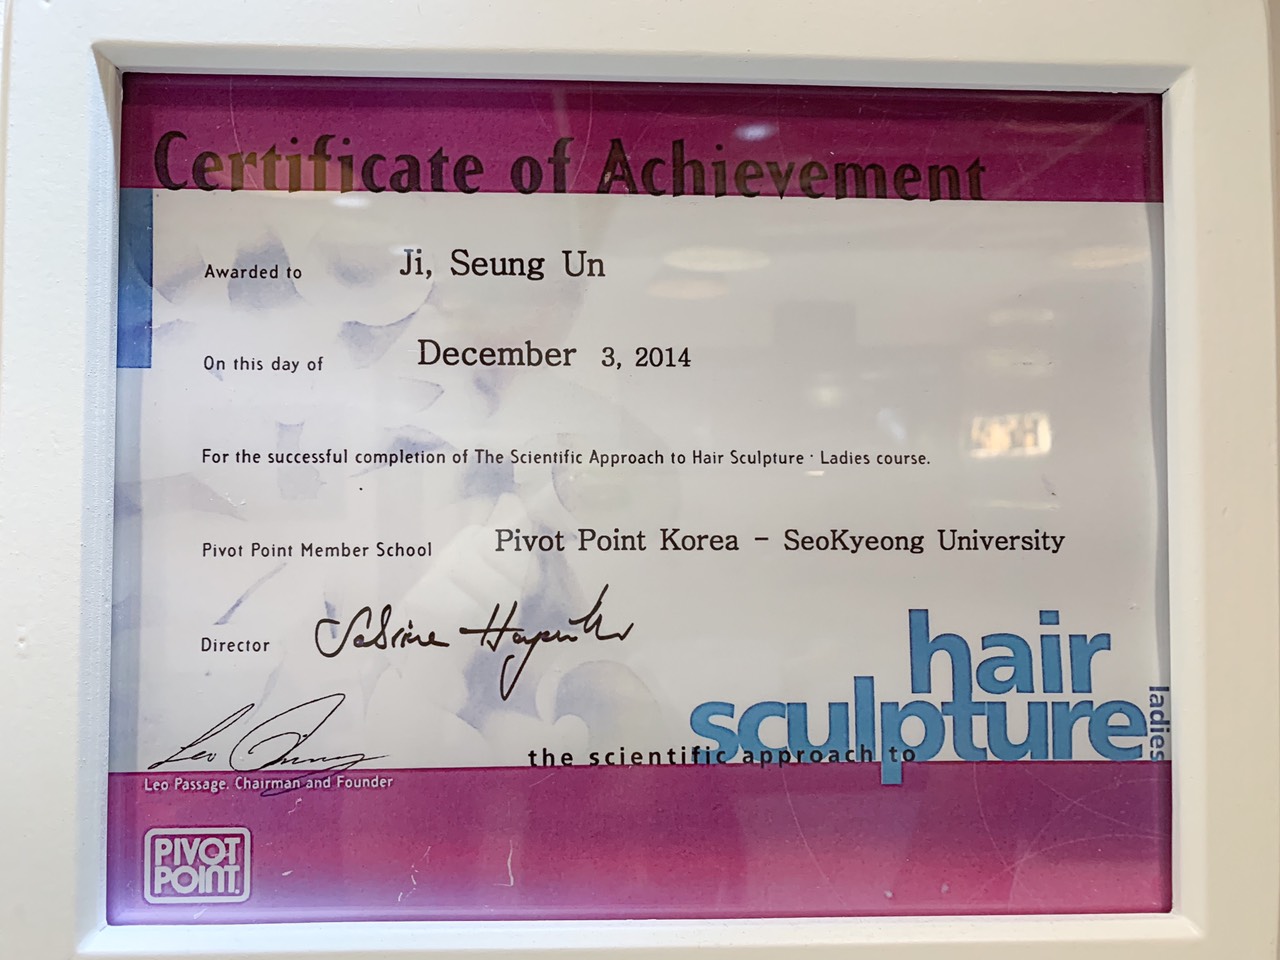 Certificate of Achievement
Awarded to Ji, Seung Un
On this day of December 3, 2014
For the successful completion of The Scientific Approach to Hair Sculpture · Ladies course.
Pivot Point Member School Pivot Point Korea - SeoKyeong University
Director
hair
sculpture
ladies
the scientific approach to
Leo Passage, Chairman and Founder
PIVOT
POINT